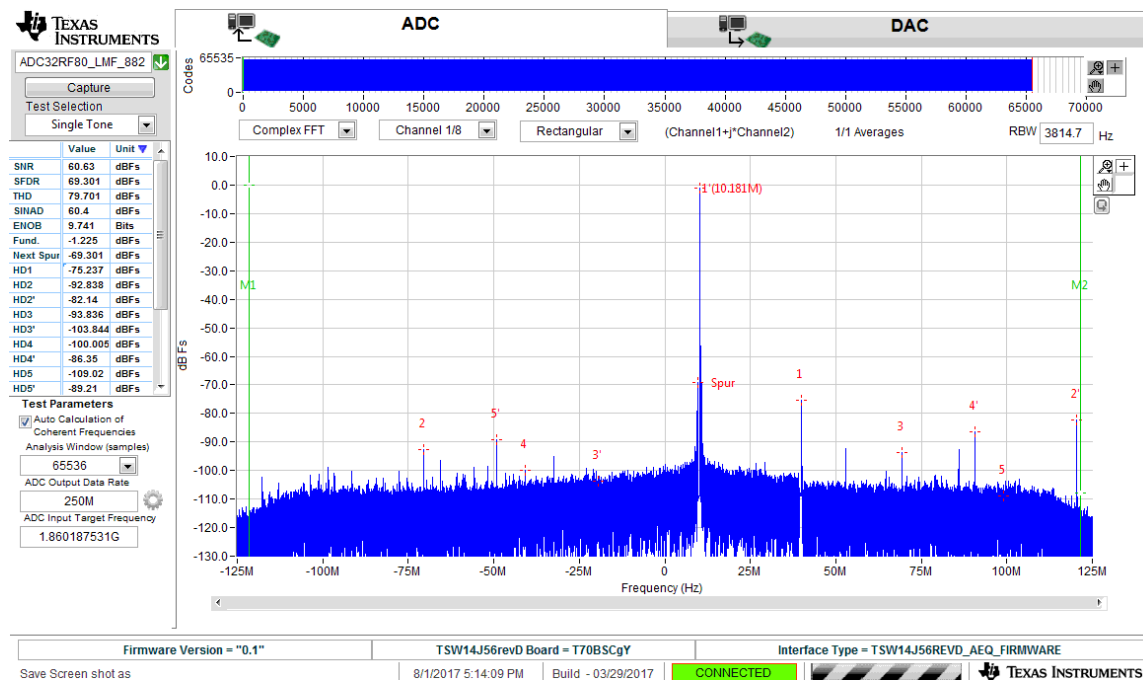 TEXAS INSTRUMENTS
ADC
DAC
ADC32RF80_LMF_882
Capture
Test Selection
Single Tone
Codes
65535
0
0 5000 10000 15000 20000 25000 30000 35000 40000 45000 50000 55000 60000 65000 70000
Complex FFT
Channel 1/8
Rectangular
(Channel1+j*Channel2)
1/1 Averages
RBW 3814.7 Hz
Value Unit
SNR 60.63 dBFs
SFDR 69.301 dBFs
THD 79.701 dBFs
SINAD 60.4 dBFs
ENOB 9.741 Bits
Fund. -1.225 dBFs
Next Spur -69.301 dBFs
HD1 -75.237 dBFs
HD2 -92.838 dBFs
HD2' -82.14 dBFs
HD3 -93.836 dBFs
HD3' -103.844 dBFs
HD4 -100.005 dBFs
HD4' -86.35 dBFs
HD5 -109.02 dBFs
HD5' -89.21 dBFs
Test Parameters
Auto Calculation of
Coherent Frequencies
Analysis Window (samples)
65536
ADC Output Data Rate
250M
ADC Input Target Frequency
1.860187531G
dB Fs
10.0
0.0
-10.0
-20.0
-30.0
-40.0
-50.0
-60.0
-70.0
-80.0
-90.0
-100.0
-110.0
-120.0
-130.0
1'(10.181M)
M1
M2
Spur
1
2
5'
4
3'
3
4'
5
2'
-125M -100M -75M -50M -25M 0 25M 50M 75M 100M 125M
Frequency (Hz)
Firmware Version = "0.1"
TSW14J56revD Board = T70BSCgY
Interface Type = TSW14J56REVD_AEQ_FIRMWARE
Save Screen shot as
8/1/2017 5:14:09 PM
Build - 03/29/2017
CONNECTED
TEXAS INSTRUMENTS